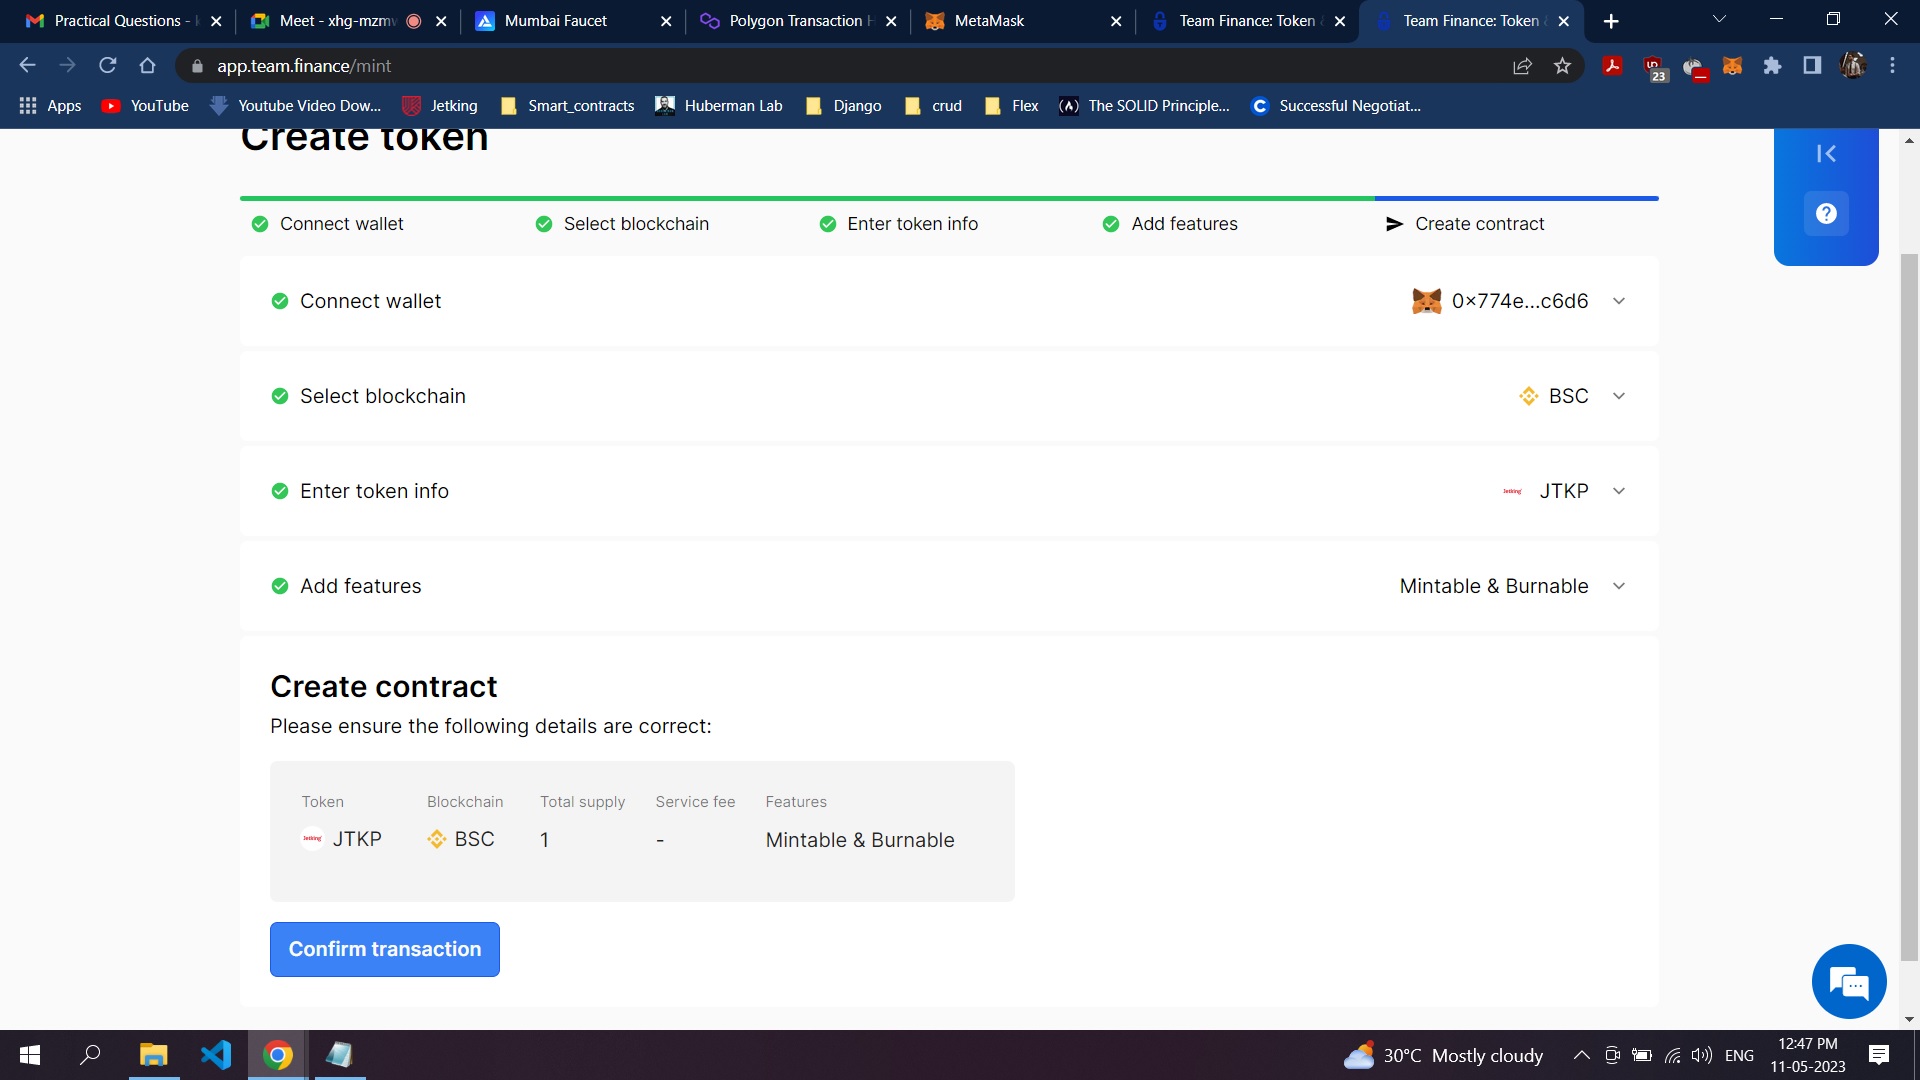 Practical Questions -
Meet - xhg-mzmw
Mumbai Faucet
Polygon Transaction H
MetaMask
Team Finance: Token &
Team Finance: Token &
app.team.finance/mint
23
Apps
YouTube
Youtube Video Dow...
Jetking
Smart_contracts
Huberman Lab
Django
crud
Flex
The SOLID Principle...
Successful Negotiat...
Create token
Connect wallet
Select blockchain
Enter token info
Add features
Create contract
Connect wallet
0×774e...c6d6
Select blockchain
BSC
Enter token info
Jetking
JTKP
Add features
Mintable & Burnable
Create contract
Please ensure the following details are correct:
Token Blockchain Total supply Service fee Features
Jetking JTKP BSC 1 - Mintable & Burnable
Confirm transaction
30°C Mostly cloudy
ENG
12:47 PM
11-05-2023